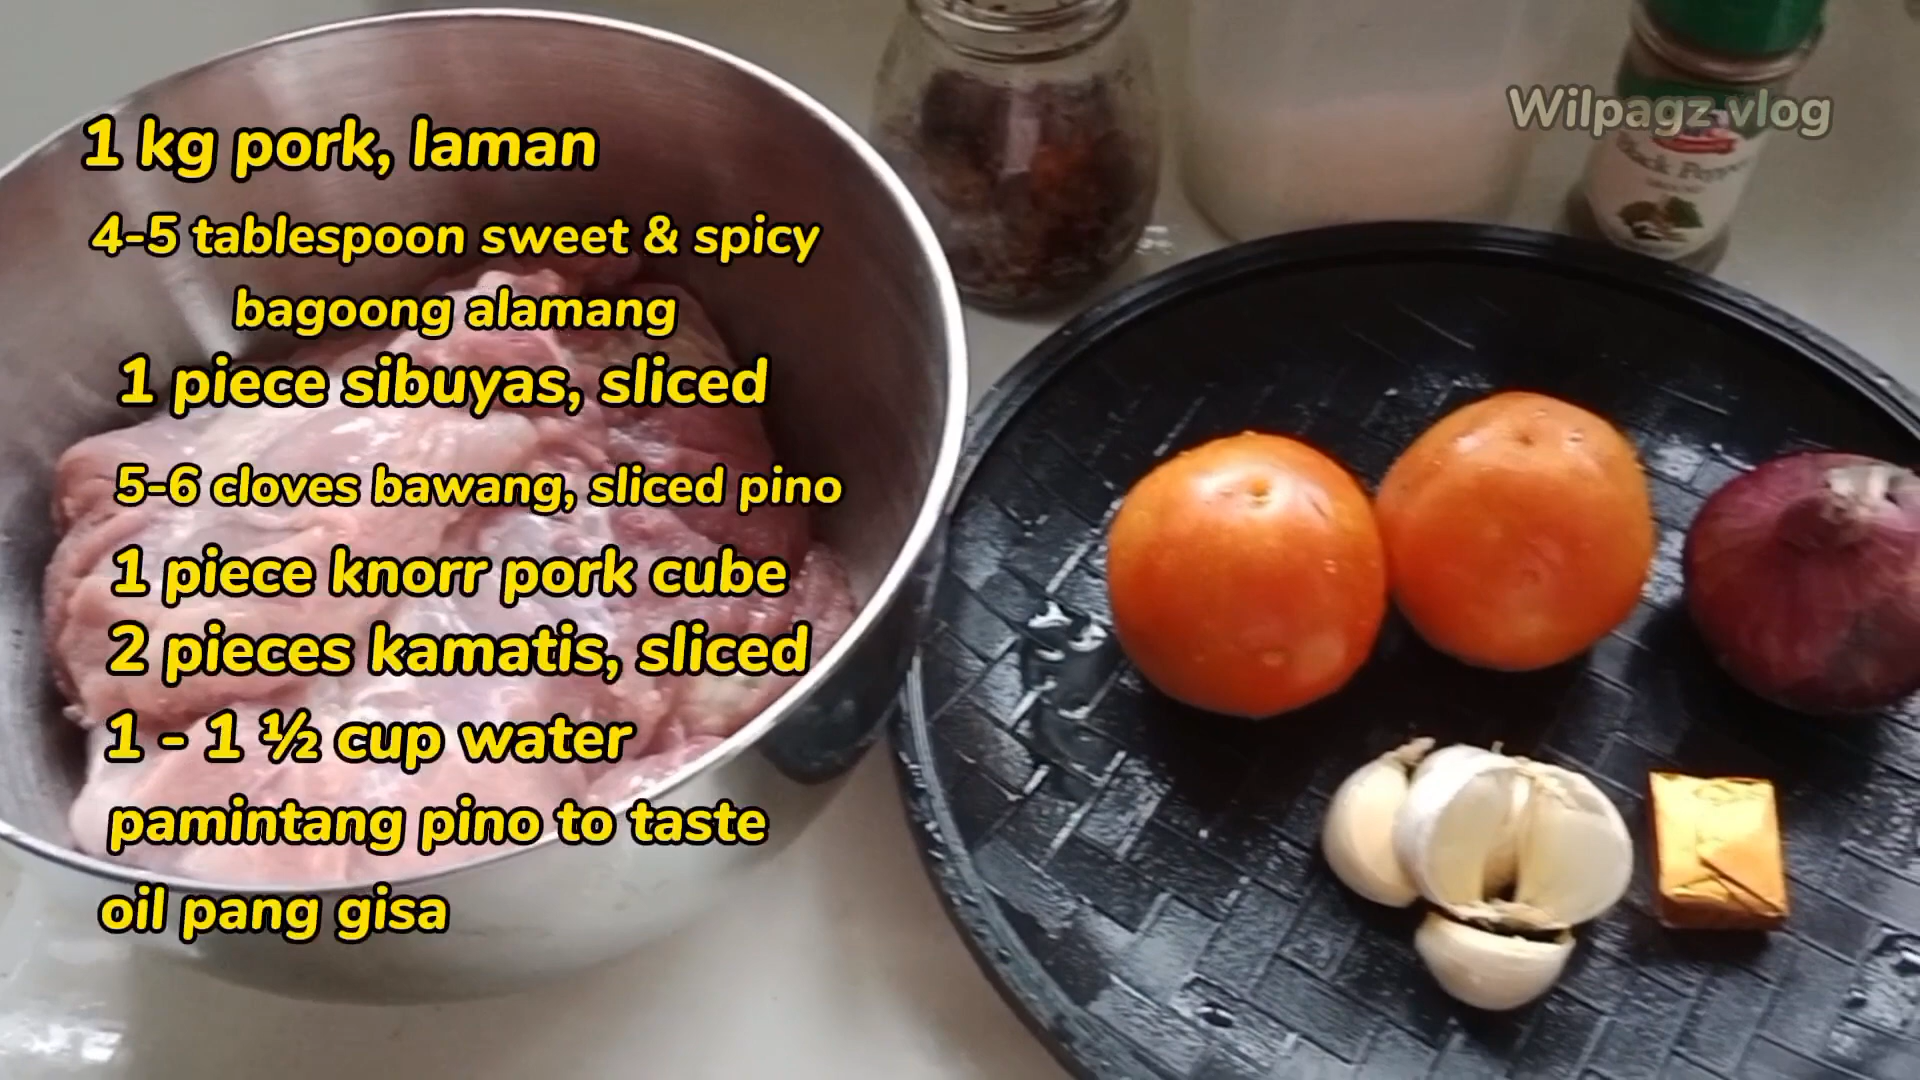 1 kg pork, laman
4-5 tablespoon sweet & spicy
bagoong alamang
1 piece sibuyas, sliced
5-6 cloves bawang, sliced pino
1 piece knorr pork cube
2 pieces kamatis, sliced
1 - 1 ½ cup water
pamintang pino to taste
oil pang gisa
Wilpagz vlog
Black Pepper